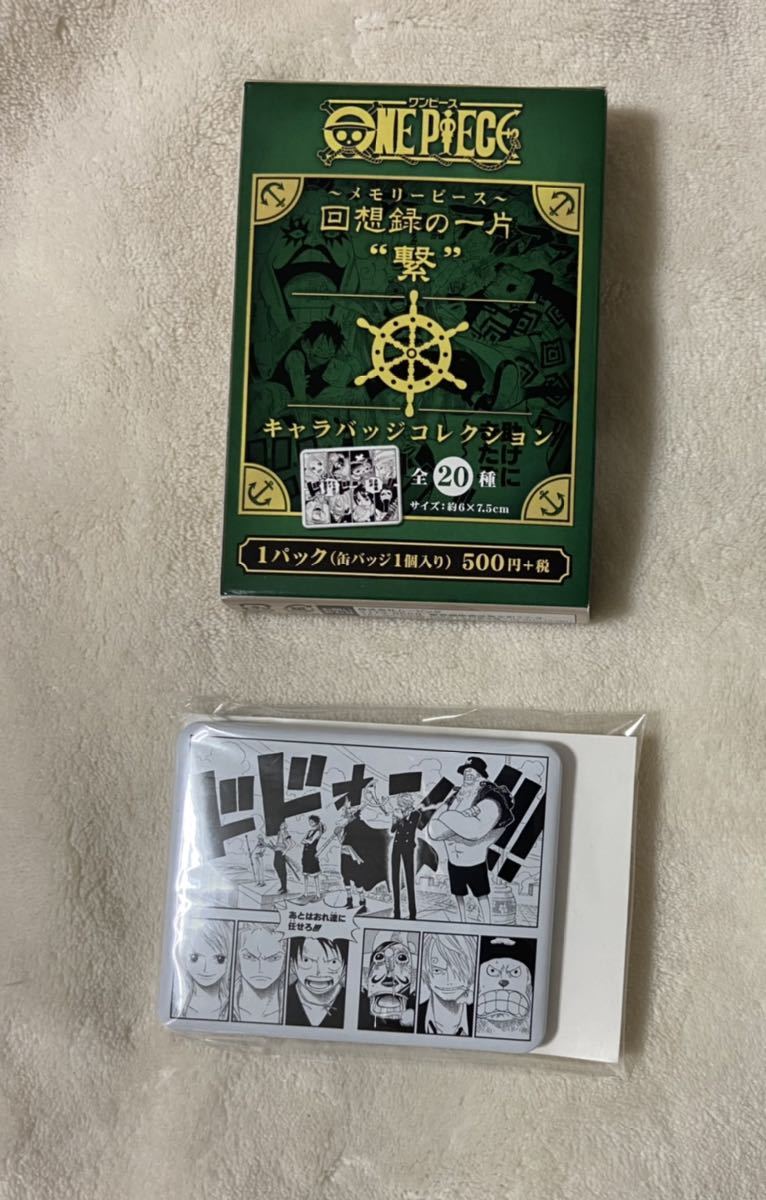 ワンピース
ONE PIECE
～メモリーピース～
回想録の一片
“繋”
キャラバッジコレクション
全20種
サイズ：約6×7.5cm
1パック（缶バッジ1個入り） 500円＋税
ドドォーン!!
あとはおれ達に
任せろ!!!